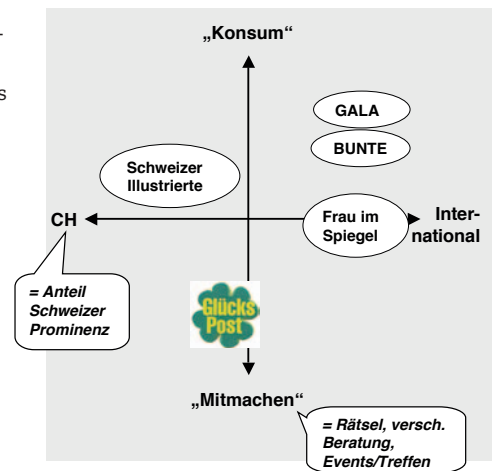 „Konsum“
GALA
BUNTE
Schweizer
Illustrierte
CH
Frau im
Spiegel
Inter-
national
= Anteil
Schweizer
Prominenz
Glücks
Post
„Mitmachen“
= Rätsel, versch.
Beratung,
Events/Treffen